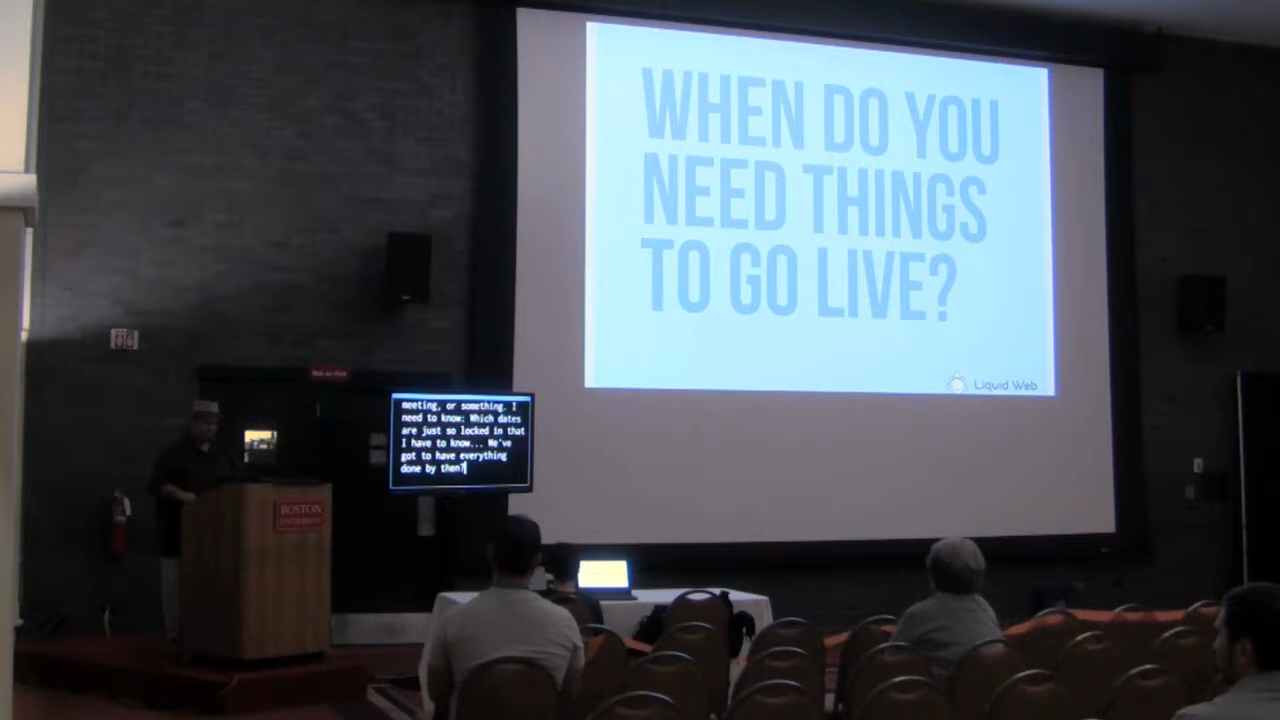 WHEN DO YOU
NEED THINGS
TO GO LIVE?
Liquid Web
meeting, or something. I
need to know: Which dates
are just so locked in that
I have to know... We've
got to have everything
done by then?
BOSTON
UNIVERSITY